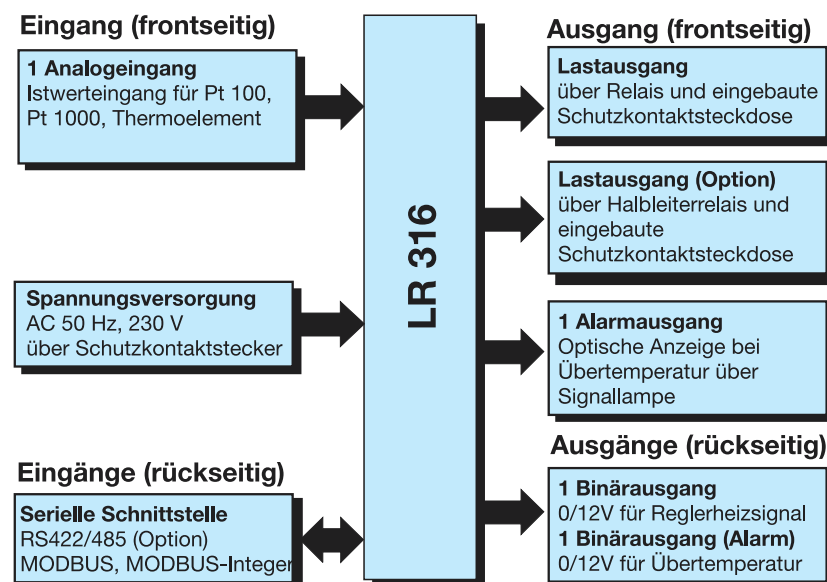 Eingang (frontseitig)
1 Analogeingang
Istwerteingang für Pt 100,
Pt 1000, Thermoelement
Spannungsversorgung
AC 50 Hz, 230 V
über Schutzkontaktstecker
Eingänge (rückseitig)
Serielle Schnittstelle
RS422/485 (Option)
MODBUS, MODBUS-Integer
LR 316
Ausgang (frontseitig)
Lastausgang
über Relais und eingebaute
Schutzkontaktsteckdose
Lastausgang (Option)
über Halbleiterrelais und
eingebaute
Schutzkontaktsteckdose
1 Alarmausgang
Optische Anzeige bei
Übertemperatur über
Signallampe
Ausgänge (rückseitig)
1 Binärausgang
0/12V für Reglerheizsignal
1 Binärausgang (Alarm)
0/12V für Übertemperatur